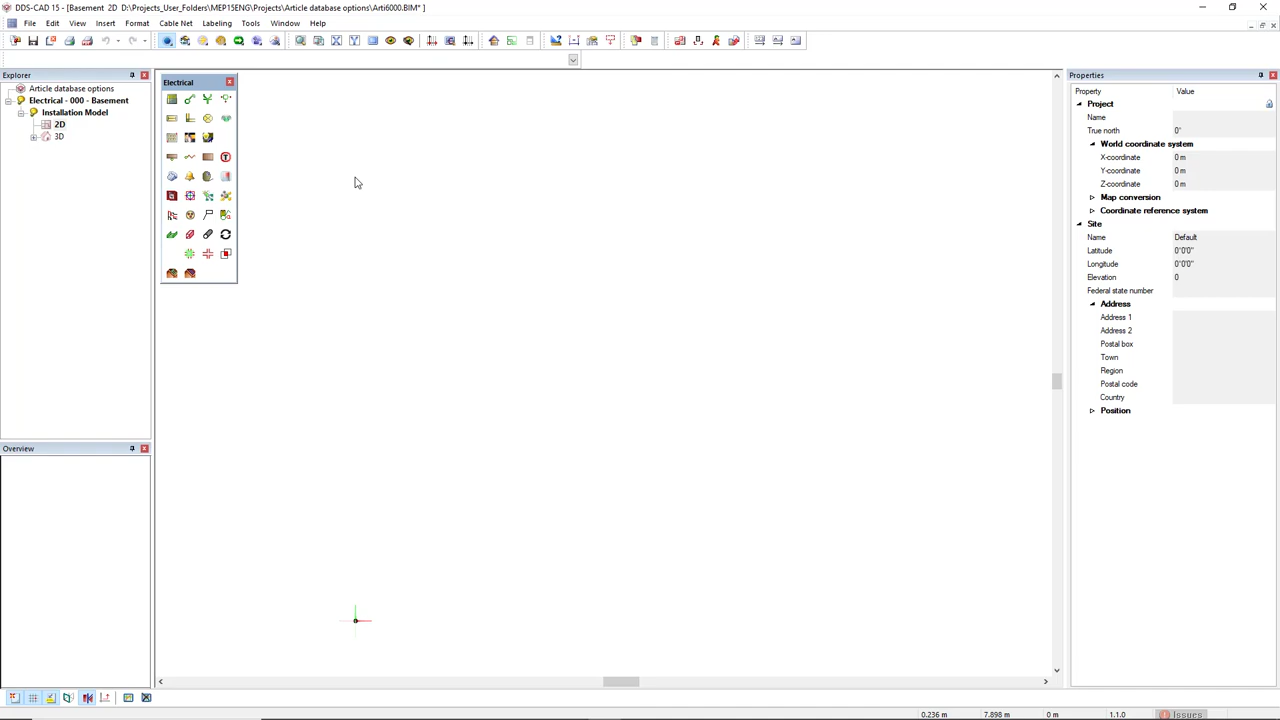 DDS-CAD 15 - [Basement  2D  D:\Projects_User_Folders\MEP15ENG\Projects\Article database options\Arti6000.BIM* ]
File Edit View Insert Format Cable Net Labeling Tools Window Help
Explorer
Article database options
Electrical - 000 - Basement
Installation Model
2D
3D
Overview
Electrical
Properties
Property Value
Project
Name
True north 0°
World coordinate system
X-coordinate 0 m
Y-coordinate 0 m
Z-coordinate 0 m
Map conversion
Coordinate reference system
Site
Name Default
Latitude 0°0'0"
Longitude 0°0'0"
Elevation 0
Federal state number
Address
Address 1
Address 2
Postal box
Town
Region
Postal code
Country
Position
0.236 m 7.898 m 0 m 1.1.0 Issues